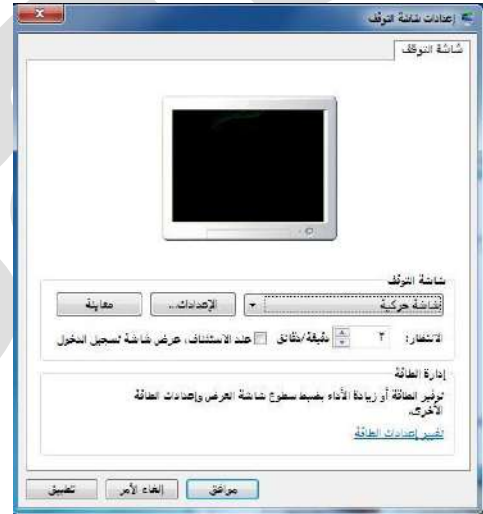 إعدادات شاشة التوقف
شاشة التوقف
شاشة التوقف
شاشة حركية
الإعدادات...
معاينة
الانتظار: ٢ دقيقة/دقائق عند الاستئناف، عرض شاشة تسجيل الدخول
إدارة الطاقة
توفير الطاقة أو زيادة الأداء بضبط سطوع شاشة العرض وإعدادات الطاقة
الأخرى.
تغيير إعدادات الطاقة
موافق
إلغاء الأمر
تطبيق